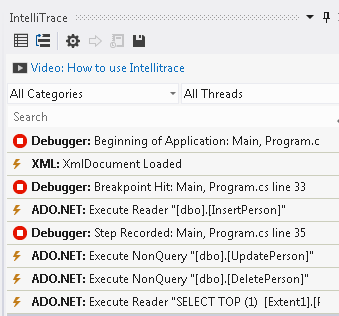 IntelliTrace
Video: How to use Intellitrace
All Categories All Threads
Search
Debugger: Beginning of Application: Main, Program.c
XML: XmlDocument Loaded
Debugger: Breakpoint Hit: Main, Program.cs line 33
ADO.NET: Execute Reader "[dbo].[InsertPerson]"
Debugger: Step Recorded: Main, Program.cs line 35
ADO.NET: Execute NonQuery "[dbo].[UpdatePerson]"
ADO.NET: Execute NonQuery "[dbo].[DeletePerson]"
ADO.NET: Execute Reader "SELECT TOP (1) [Extent1].[